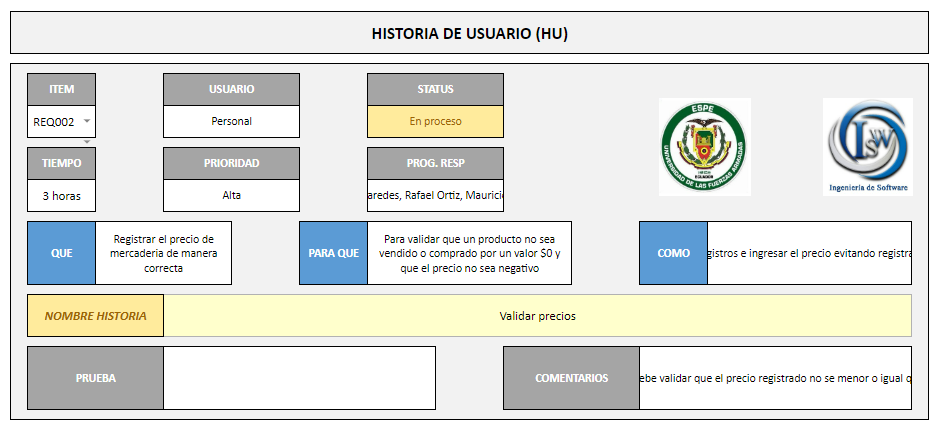 HISTORIA DE USUARIO (HU)
ITEM
USUARIO
STATUS
REQ002
Personal
En proceso
TIEMPO
PRIORIDAD
PROG. RESP
3 horas
Alta
aredes, Rafael Ortiz, Maurici
ESPE
UNIVERSIDAD DE LAS FUERZAS ARMADAS
ECUADOR
ISW
Ingeniería de Software
QUE
Registrar el precio de
mercaderia de manera
correcta
PARA QUE
Para validar que un producto no sea
vendido o comprado por un valor $0 y
que el precio no sea negativo
COMO
gistros e ingresar el precio evitando registra
NOMBRE HISTORIA
Validar precios
PRUEBA
COMENTARIOS
ebe validar que el precio registrado no se menor o igual q